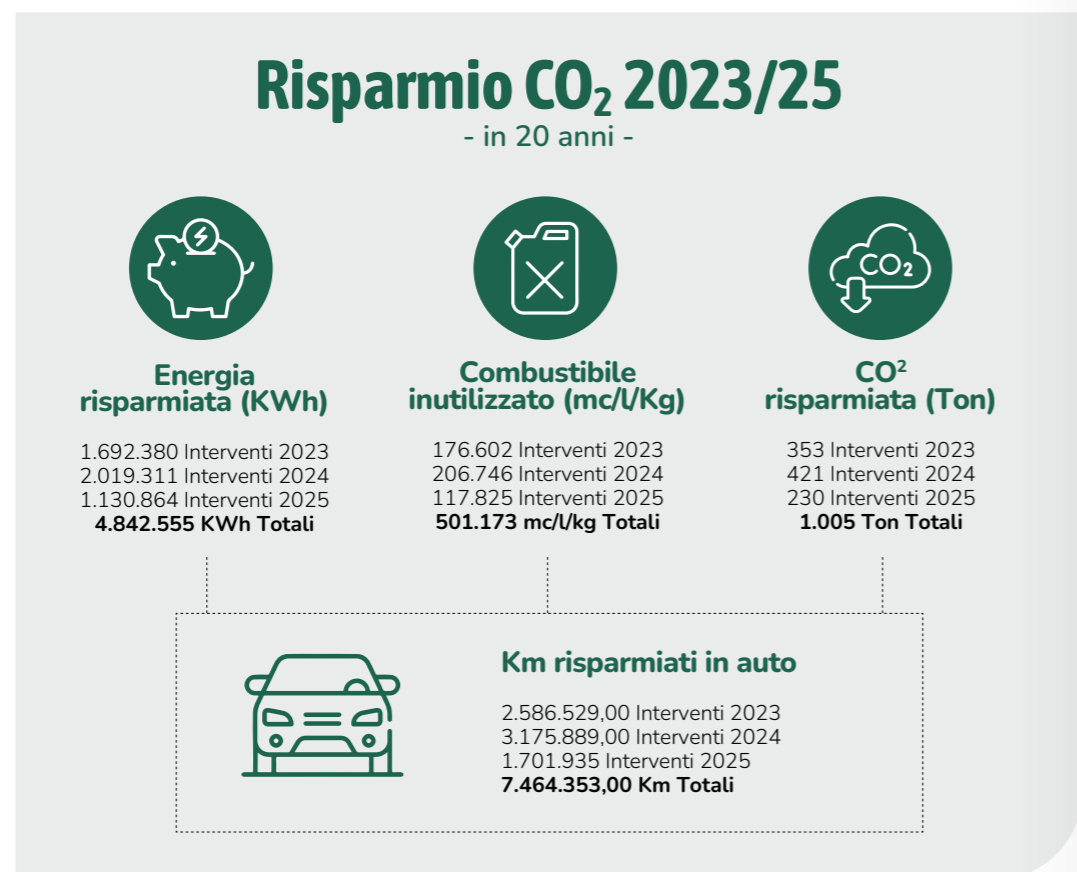 Risparmio CO₂ 2023/25
- in 20 anni -
CO₂
Energia
risparmiata (KWh)
1.692.380 Interventi 2023
2.019.311 Interventi 2024
1.130.864 Interventi 2025
4.842.555 KWh Totali
Combustibile
inutilizzato (mc/l/Kg)
176.602 Interventi 2023
206.746 Interventi 2024
117.825 Interventi 2025
501.173 mc/l/kg Totali
CO²
risparmiata (Ton)
353 Interventi 2023
421 Interventi 2024
230 Interventi 2025
1.005 Ton Totali
Km risparmiati in auto
2.586.529,00 Interventi 2023
3.175.889,00 Interventi 2024
1.701.935 Interventi 2025
7.464.353,00 Km Totali